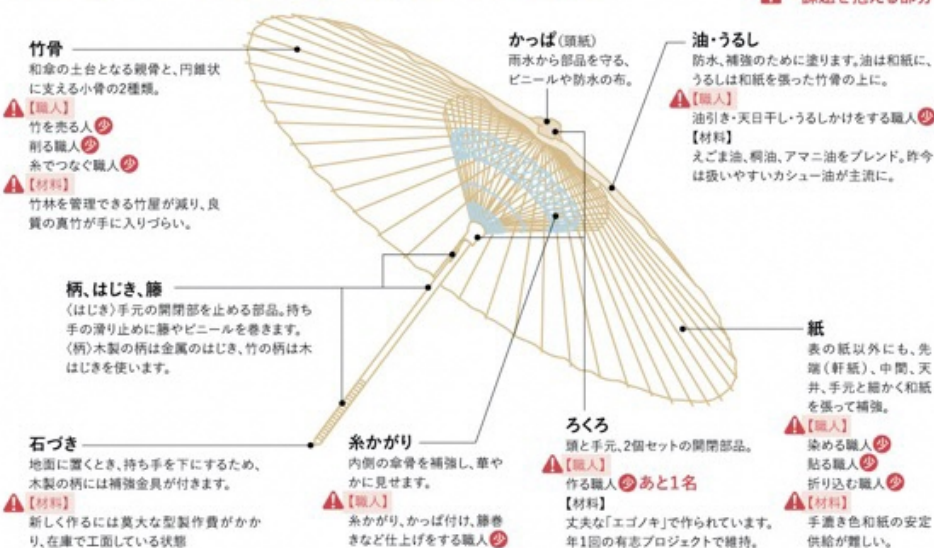 竹骨
和傘の土台となる親骨と、円錐状
に支える小骨の2種類。
【職人】
竹を売る人 少
削る職人 少
糸でつなぐ職人 少
【材料】
竹林を管理できる竹屋が減り、良
質の真竹が手に入りづらい。
かっぱ(頭紙)
雨水から部品を守る、
ビニールや防水の布。
油・うるし
防水、補強のために塗ります。油は和紙に、
うるしは和紙を張った竹骨の上に。
【職人】
油引き・天日干し・うるしかけをする職人 少
【材料】
えごま油、桐油、アマニ油をブレンド。昨今
は扱いやすいカシュー油が主流に。
柄、はじき、籐
〈はじき〉手元の開閉部を止める部品。持ち
手の滑り止めに籐やビニールを巻きます。
〈柄〉木製の柄は金属のはじき、竹の柄は木
はじきを使います。
紙
表の紙以外にも、先
端(軒紙)、中間、天
井、手元と細かく和紙
を張って補強。
【職人】
染める職人 少
貼る職人 少
折り込む職人 少
【材料】
手漉き色和紙の安定
供給が難しい。
石づき
地面に置くとき、持ち手を下にするため、
木製の柄には補強金具が付きます。
【材料】
新しく作るには莫大な型製作費がかか
り、在庫で工面している状態
糸かがり
内側の傘骨を補強し、華や
かに見せます。
【職人】
糸かがり、かっぱ付け、籐巻
きなど仕上げをする職人 少
ろくろ
頭と手元、2個セットの開閉部品。
【職人】
作る職人 少 あと1名
【材料】
丈夫な「エゴノキ」で作られています。
年1回の有志プロジェクトで維持。